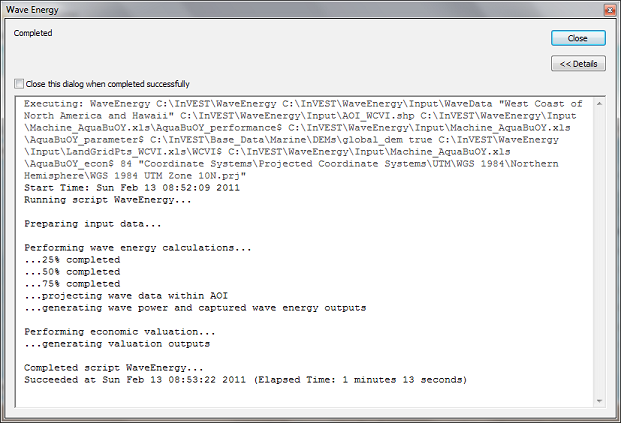 Wave Energy
Completed
Close
<< Details
Close this dialog when completed successfully
Executing: WaveEnergy C:\InVEST\WaveEnergy C:\InVEST\WaveEnergy\Input\WaveData "West Coast of
North America and Hawaii" C:\InVEST\WaveEnergy\Input\AOI_WCVI.shp C:\InVEST\WaveEnergy\Input
\Machine_AquaBuOY.xls\AquaBuOY_performance$ C:\InVEST\WaveEnergy\Input\Machine_AquaBuOY.xls
\AquaBuOY_parameter$ C:\InVEST\Base_Data\Marine\DEMs\global_dem true C:\InVEST\WaveEnergy
\Input\LandGridPts_WCVI.xls\WCVI$ C:\InVEST\WaveEnergy\Input\Machine_AquaBuOY.xls
\AquaBuOY_econ$ 84 "Coordinate Systems\Projected Coordinate Systems\UTM\WGS 1984\Northern
Hemisphere\WGS 1984 UTM Zone 10N.prj"
Start Time: Sun Feb 13 08:52:09 2011
Running script WaveEnergy...
Preparing input data...
Performing wave energy calculations...
...25% completed
...50% completed
...75% completed
...projecting wave data within AOI
...generating wave power and captured wave energy outputs
Performing economic valuation...
...generating valuation outputs
Completed script WaveEnergy...
Succeeded at Sun Feb 13 08:53:22 2011 (Elapsed Time: 1 minutes 13 seconds)